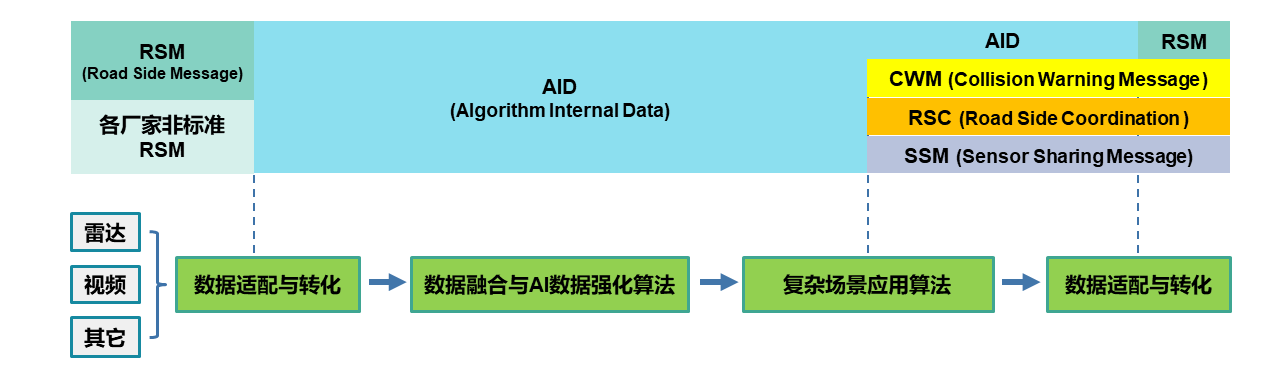 RSM
(Road Side Message)
各厂家非标准
RSM
AID
(Algorithm Internal Data)
AID
RSM
CWM (Collision Warning Message)
RSC (Road Side Coordination )
SSM (Sensor Sharing Message)
雷达
视频
其它
数据适配与转化
数据融合与AI数据强化算法
复杂场景应用算法
数据适配与转化